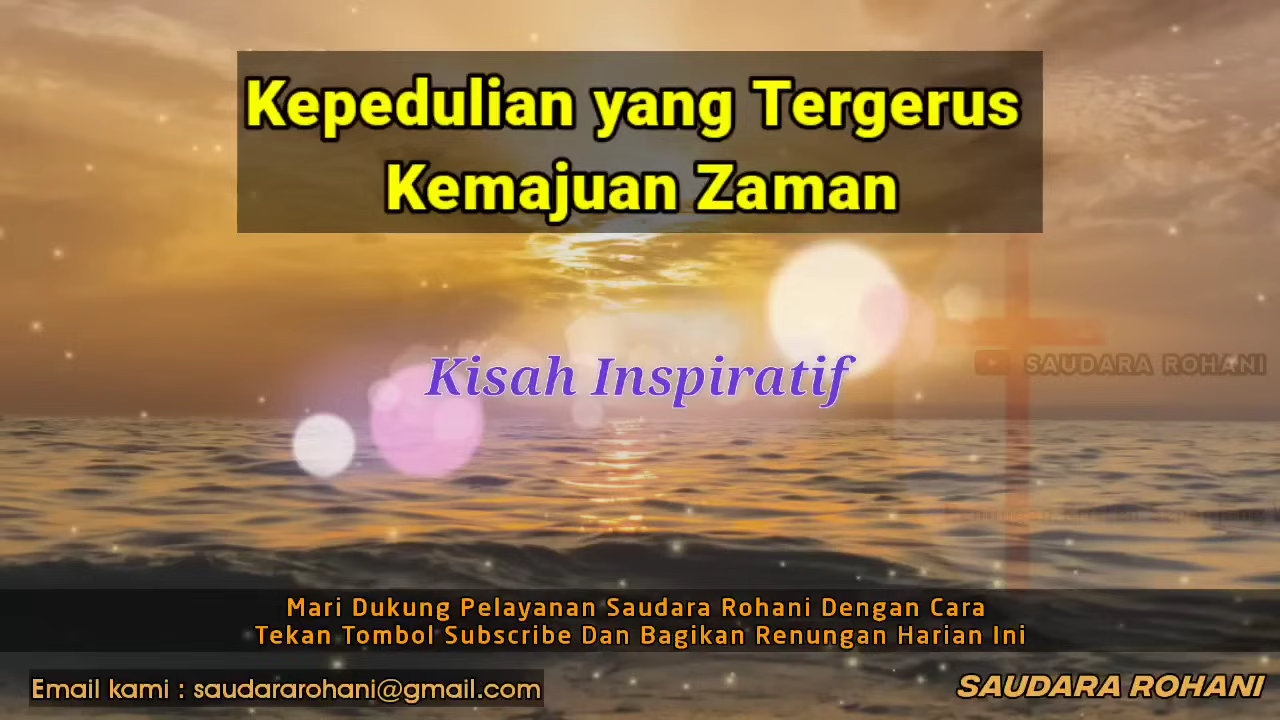 Kepedulian yang Tergerus
Kemajuan Zaman
Kisah Inspiratif
SAUDARA ROHANI
Mari Dukung Pelayanan Saudara Rohani Dengan Cara
Tekan Tombol Subscribe Dan Bagikan Renungan Harian Ini
Email kami : saudararohani@gmail.com
SAUDARA ROHANI